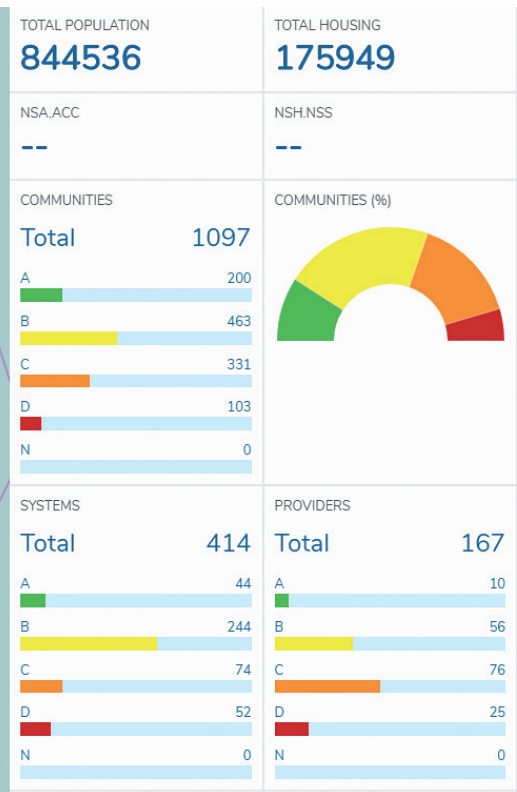 TOTAL POPULATION
844536
TOTAL HOUSING
175949
NSA.ACC
--
NSH.NSS
--
COMMUNITIES
Total 1097
A 200
B 463
C 331
D 103
N 0
COMMUNITIES (%)
SYSTEMS
Total 414
A 44
B 244
C 74
D 52
N 0
PROVIDERS
Total 167
A 10
B 56
C 76
D 25
N 0